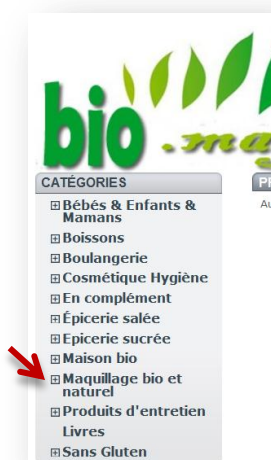 bio
.ma
CATÉGORIES
Bébés & Enfants &
Mamans
Boissons
Boulangerie
Cosmétique Hygiène
En complément
Épicerie salée
Epicerie sucrée
Maison bio
Maquillage bio et
naturel
Produits d'entretien
Livres
Sans Gluten